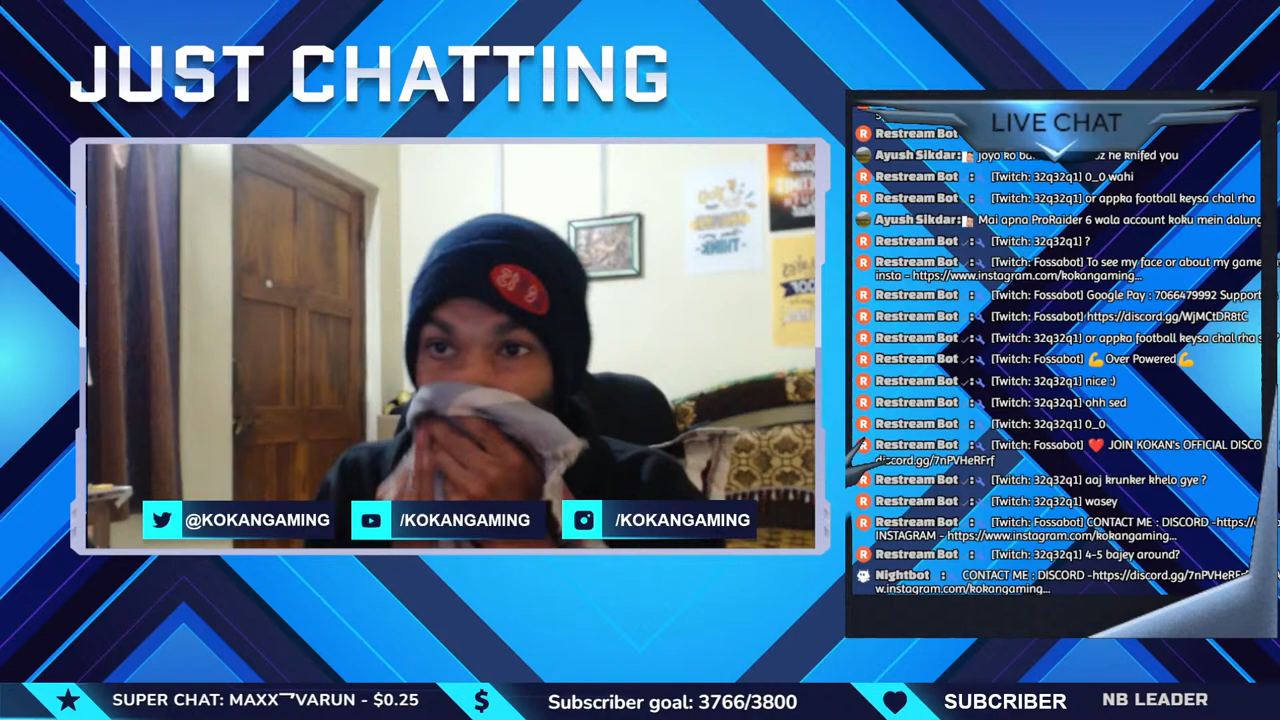 JUST CHATTING
@KOKANGAMING
/KOKANGAMING
/KOKANGAMING
LIVE CHAT
Restream Bot
Ayush Sikdar: Joyo ko he knifed you
Restream Bot : [Twitch: 32q32q1] 0_0 wahi
Restream Bot : [Twitch: 32q32q1] or appka football keysa chal rha
Ayush Sikdar: Mai apna ProRaider 6 wala account koku mein dalung
Restream Bot : [Twitch: 32q32q1] ?
Restream Bot : [Twitch: Fossabot] To see my face or about my game
insta - https://www.instagram.com/kokangaming...
Restream Bot : [Twitch: Fossabot] Google Pay : 7066479992 Support
Restream Bot : [Twitch: Fossabot] https://discord.gg/WjMCtDR8tC
Restream Bot : [Twitch: 32q32q1] or appka football keysa chal rha
Restream Bot : [Twitch: Fossabot] 💪Over Powered💪
Restream Bot : [Twitch: 32q32q1] nice :)
Restream Bot : [Twitch: 32q32q1] ohh sed
Restream Bot : [Twitch: 32q32q1] 0_0
Restream Bot : [Twitch: Fossabot] ❤️ JOIN KOKAN's OFFICIAL DISCO
discord.gg/7nPVHeRFrf
Restream Bot : [Twitch: 32q32q1] aaj krunker khelo gye ?
Restream Bot : [Twitch: 32q32q1] wasey
Restream Bot : [Twitch: Fossabot] CONTACT ME : DISCORD -https://
INSTAGRAM - https://www.instagram.com/kokangaming...
Restream Bot : [Twitch: 32q32q1] 4-5 bajey around?
Nightbot : CONTACT ME : DISCORD -https://discord.gg/7nPVHeRF
w.instagram.com/kokangaming...
SUPER CHAT: MAXX VARUN - $0.25
Subscriber goal: 3766/3800
SUBCRIBER
NB LEADER